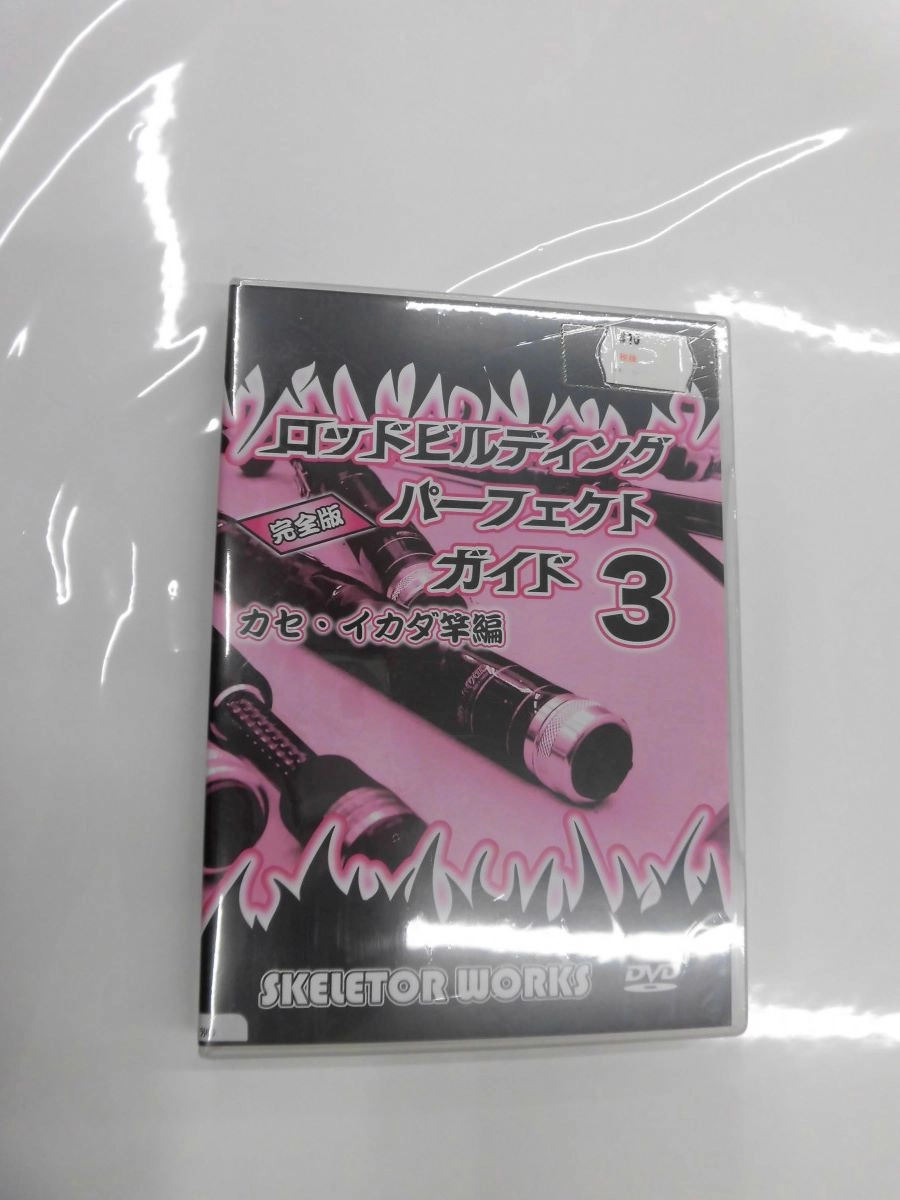 ロッドビルディング
パーフェクト
完全版
ガイド 3
カセ・イカダ竿編
SKELETOR WORKS
DVD